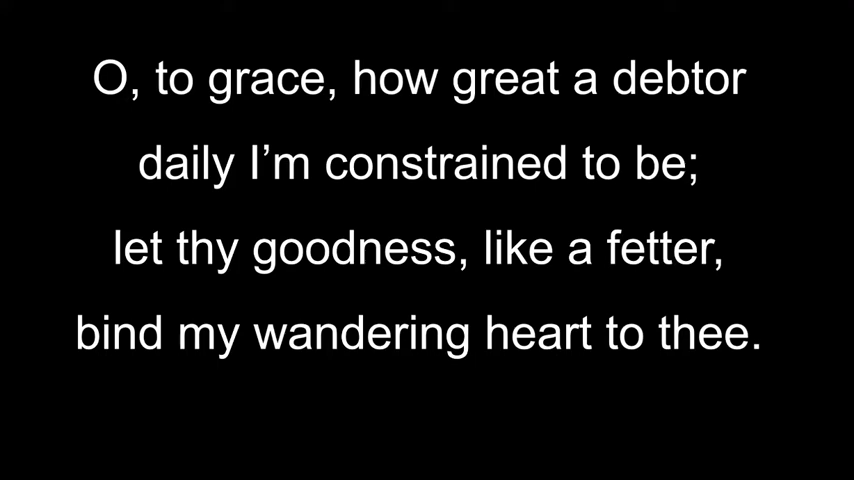 O, to grace, how great a debtor
daily I’m constrained to be;
let thy goodness, like a fetter,
bind my wandering heart to thee.